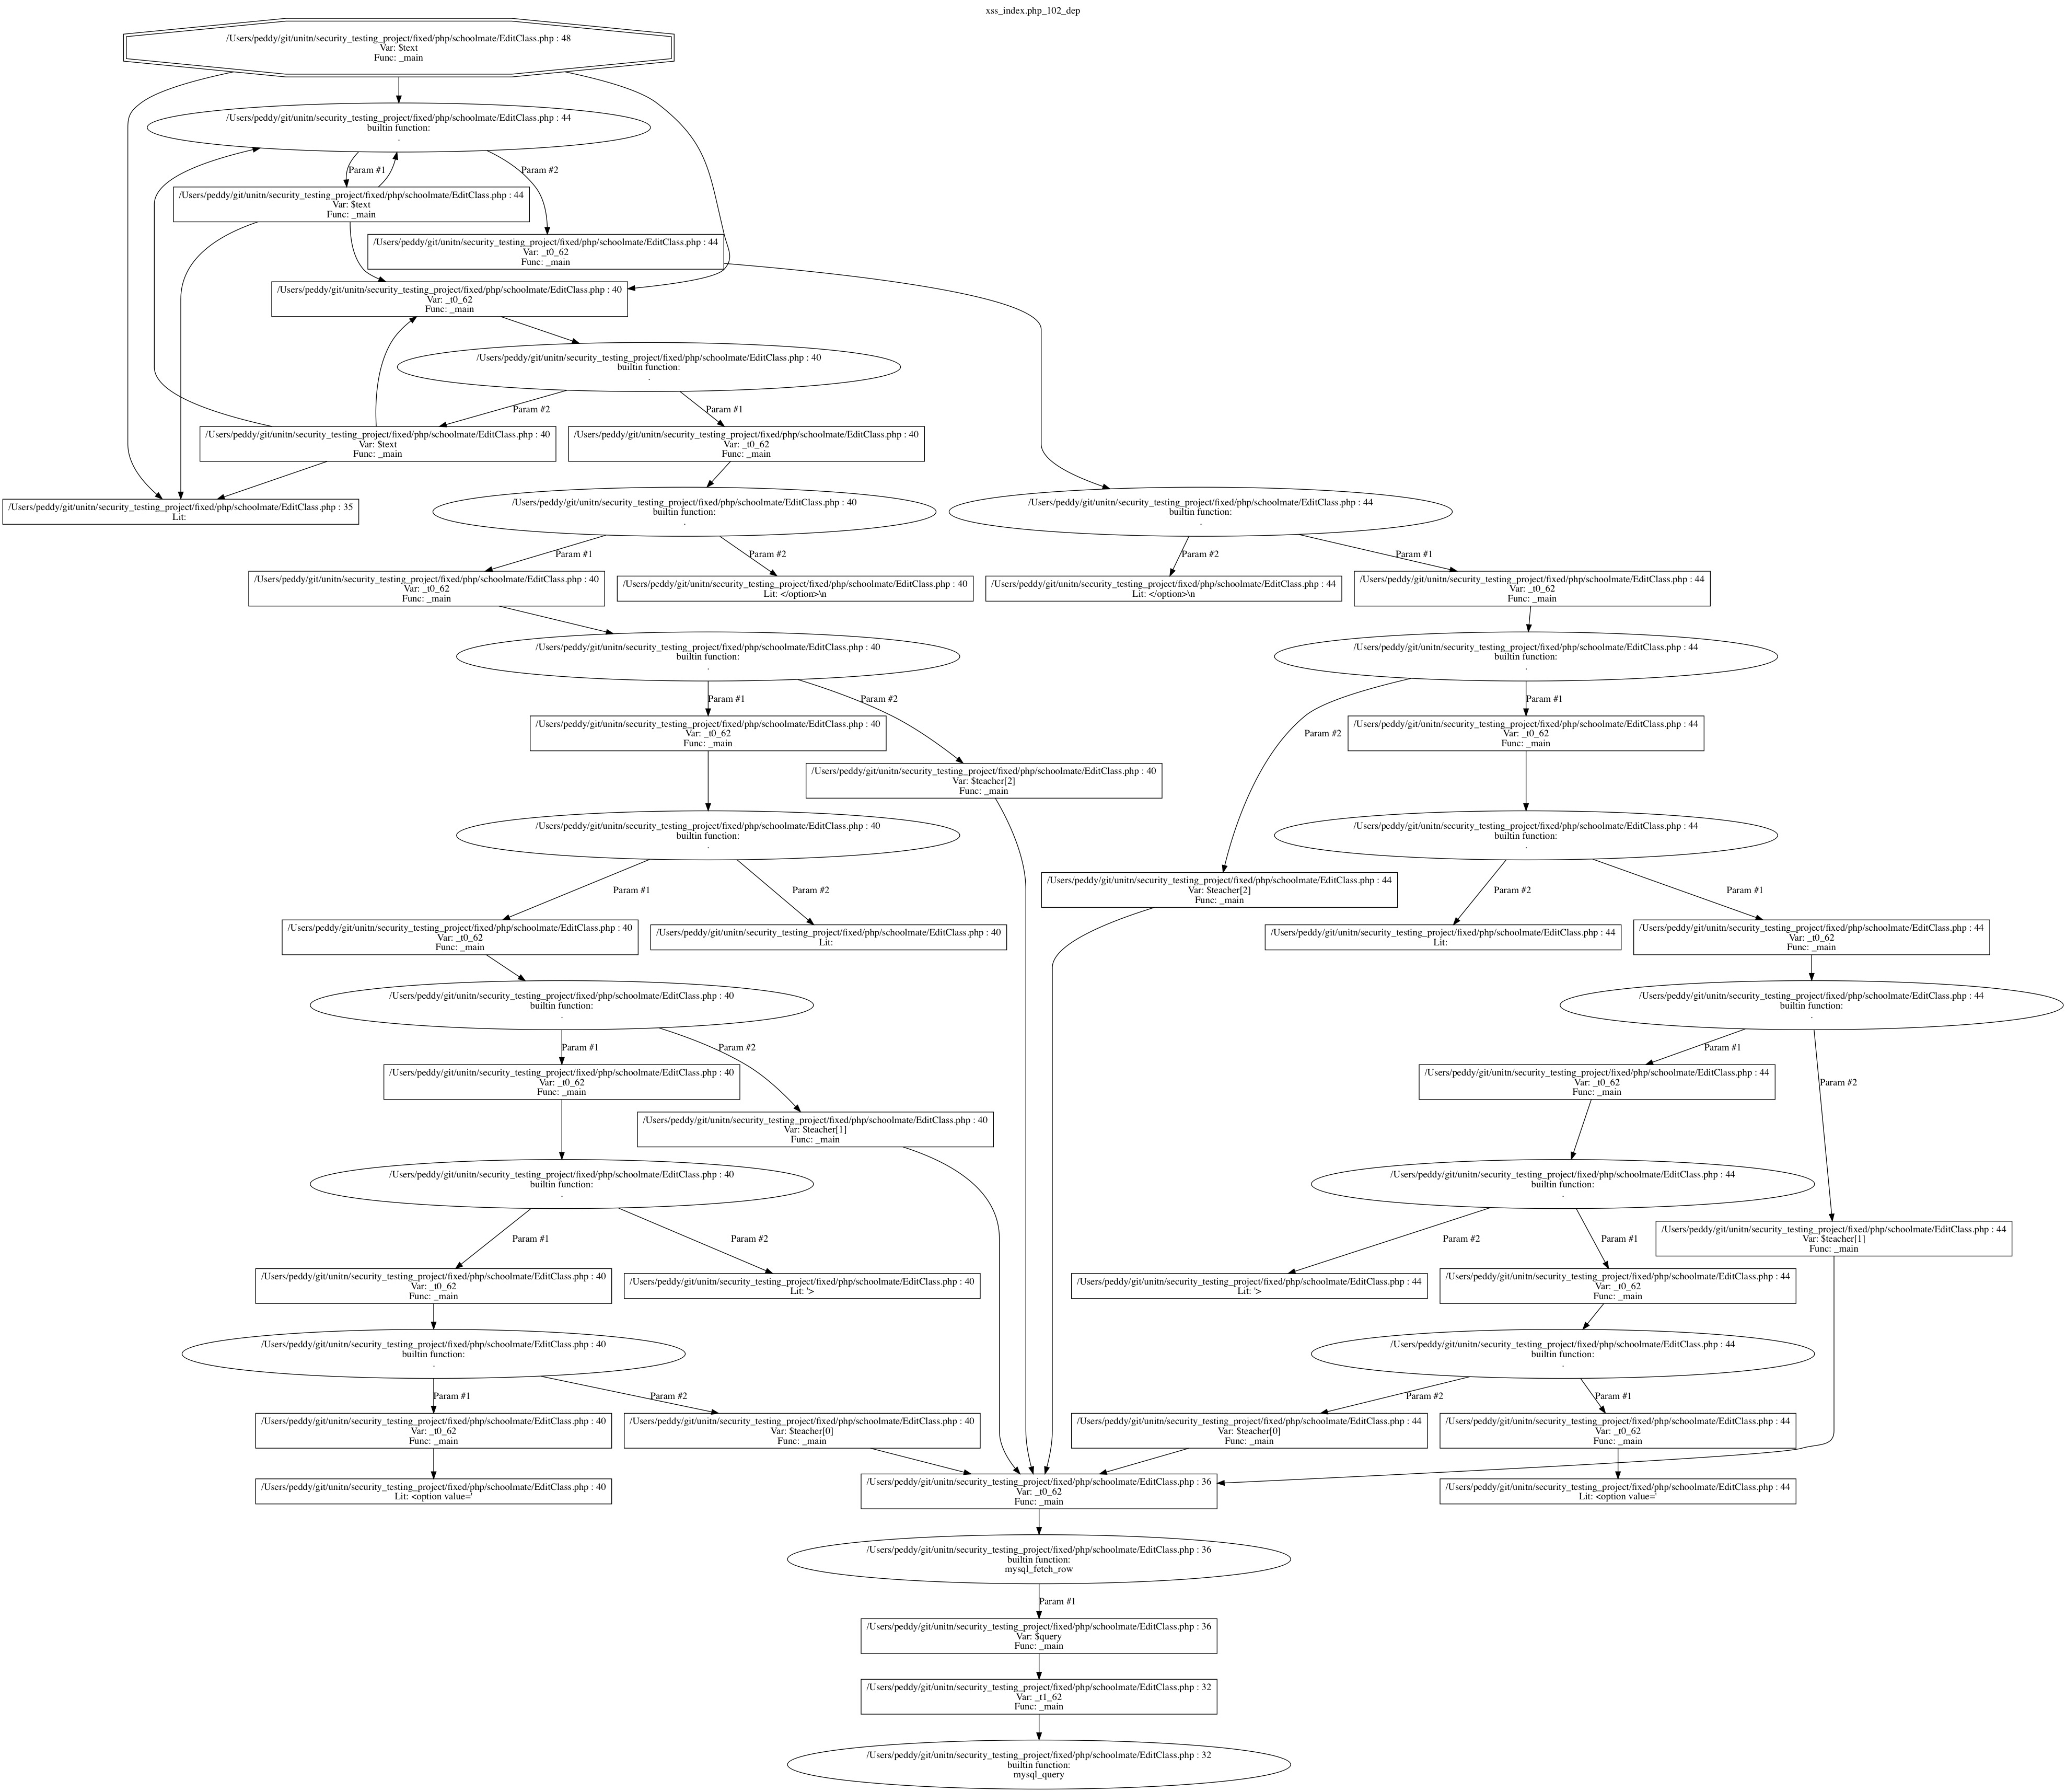 xss_index.php_102_dep
/Users/peddy/git/unitn/security_testing_project/fixed/php/schoolmate/EditClass.php : 48
Var: $text
Func: _main
/Users/peddy/git/unitn/security_testing_project/fixed/php/schoolmate/EditClass.php : 44
builtin function:
.
Param #1
Param #2
/Users/peddy/git/unitn/security_testing_project/fixed/php/schoolmate/EditClass.php : 44
Var: $text
Func: _main
/Users/peddy/git/unitn/security_testing_project/fixed/php/schoolmate/EditClass.php : 44
Var: _t0_62
Func: _main
/Users/peddy/git/unitn/security_testing_project/fixed/php/schoolmate/EditClass.php : 40
Var: _t0_62
Func: _main
/Users/peddy/git/unitn/security_testing_project/fixed/php/schoolmate/EditClass.php : 40
builtin function:
.
Param #2
Param #1
/Users/peddy/git/unitn/security_testing_project/fixed/php/schoolmate/EditClass.php : 40
Var: $text
Func: _main
/Users/peddy/git/unitn/security_testing_project/fixed/php/schoolmate/EditClass.php : 40
Var: _t0_62
Func: _main
/Users/peddy/git/unitn/security_testing_project/fixed/php/schoolmate/EditClass.php : 35
Lit:
/Users/peddy/git/unitn/security_testing_project/fixed/php/schoolmate/EditClass.php : 40
builtin function:
.
/Users/peddy/git/unitn/security_testing_project/fixed/php/schoolmate/EditClass.php : 44
builtin function:
.
Param #1
Param #2
Param #2
Param #1
/Users/peddy/git/unitn/security_testing_project/fixed/php/schoolmate/EditClass.php : 40
Var: _t0_62
Func: _main
/Users/peddy/git/unitn/security_testing_project/fixed/php/schoolmate/EditClass.php : 40
Lit: </option>\n
/Users/peddy/git/unitn/security_testing_project/fixed/php/schoolmate/EditClass.php : 44
Lit: </option>\n
/Users/peddy/git/unitn/security_testing_project/fixed/php/schoolmate/EditClass.php : 44
Var: _t0_62
Func: _main
/Users/peddy/git/unitn/security_testing_project/fixed/php/schoolmate/EditClass.php : 40
builtin function:
.
/Users/peddy/git/unitn/security_testing_project/fixed/php/schoolmate/EditClass.php : 44
builtin function:
.
Param #1
Param #2
Param #2
Param #1
/Users/peddy/git/unitn/security_testing_project/fixed/php/schoolmate/EditClass.php : 40
Var: _t0_62
Func: _main
/Users/peddy/git/unitn/security_testing_project/fixed/php/schoolmate/EditClass.php : 44
Var: _t0_62
Func: _main
/Users/peddy/git/unitn/security_testing_project/fixed/php/schoolmate/EditClass.php : 40
Var: $teacher[2]
Func: _main
/Users/peddy/git/unitn/security_testing_project/fixed/php/schoolmate/EditClass.php : 40
builtin function:
.
/Users/peddy/git/unitn/security_testing_project/fixed/php/schoolmate/EditClass.php : 44
builtin function:
.
/Users/peddy/git/unitn/security_testing_project/fixed/php/schoolmate/EditClass.php : 44
Var: $teacher[2]
Func: _main
Param #1
Param #2
Param #2
Param #1
/Users/peddy/git/unitn/security_testing_project/fixed/php/schoolmate/EditClass.php : 40
Var: _t0_62
Func: _main
/Users/peddy/git/unitn/security_testing_project/fixed/php/schoolmate/EditClass.php : 40
Lit:
/Users/peddy/git/unitn/security_testing_project/fixed/php/schoolmate/EditClass.php : 44
Lit:
/Users/peddy/git/unitn/security_testing_project/fixed/php/schoolmate/EditClass.php : 44
Var: _t0_62
Func: _main
/Users/peddy/git/unitn/security_testing_project/fixed/php/schoolmate/EditClass.php : 40
builtin function:
.
/Users/peddy/git/unitn/security_testing_project/fixed/php/schoolmate/EditClass.php : 44
builtin function:
.
Param #1
Param #2
Param #1
Param #2
/Users/peddy/git/unitn/security_testing_project/fixed/php/schoolmate/EditClass.php : 40
Var: _t0_62
Func: _main
/Users/peddy/git/unitn/security_testing_project/fixed/php/schoolmate/EditClass.php : 44
Var: _t0_62
Func: _main
/Users/peddy/git/unitn/security_testing_project/fixed/php/schoolmate/EditClass.php : 40
Var: $teacher[1]
Func: _main
/Users/peddy/git/unitn/security_testing_project/fixed/php/schoolmate/EditClass.php : 40
builtin function:
.
/Users/peddy/git/unitn/security_testing_project/fixed/php/schoolmate/EditClass.php : 44
builtin function:
.
/Users/peddy/git/unitn/security_testing_project/fixed/php/schoolmate/EditClass.php : 44
Var: $teacher[1]
Func: _main
Param #1
Param #2
Param #2
Param #1
/Users/peddy/git/unitn/security_testing_project/fixed/php/schoolmate/EditClass.php : 40
Var: _t0_62
Func: _main
/Users/peddy/git/unitn/security_testing_project/fixed/php/schoolmate/EditClass.php : 40
Lit: '>
/Users/peddy/git/unitn/security_testing_project/fixed/php/schoolmate/EditClass.php : 44
Lit: '>
/Users/peddy/git/unitn/security_testing_project/fixed/php/schoolmate/EditClass.php : 44
Var: _t0_62
Func: _main
/Users/peddy/git/unitn/security_testing_project/fixed/php/schoolmate/EditClass.php : 40
builtin function:
.
/Users/peddy/git/unitn/security_testing_project/fixed/php/schoolmate/EditClass.php : 44
builtin function:
.
Param #1
Param #2
Param #2
Param #1
/Users/peddy/git/unitn/security_testing_project/fixed/php/schoolmate/EditClass.php : 40
Var: _t0_62
Func: _main
/Users/peddy/git/unitn/security_testing_project/fixed/php/schoolmate/EditClass.php : 40
Var: $teacher[0]
Func: _main
/Users/peddy/git/unitn/security_testing_project/fixed/php/schoolmate/EditClass.php : 44
Var: $teacher[0]
Func: _main
/Users/peddy/git/unitn/security_testing_project/fixed/php/schoolmate/EditClass.php : 44
Var: _t0_62
Func: _main
/Users/peddy/git/unitn/security_testing_project/fixed/php/schoolmate/EditClass.php : 40
Lit: <option value='
/Users/peddy/git/unitn/security_testing_project/fixed/php/schoolmate/EditClass.php : 36
Var: _t0_62
Func: _main
/Users/peddy/git/unitn/security_testing_project/fixed/php/schoolmate/EditClass.php : 44
Lit: <option value='
/Users/peddy/git/unitn/security_testing_project/fixed/php/schoolmate/EditClass.php : 36
builtin function:
mysql_fetch_row
Param #1
/Users/peddy/git/unitn/security_testing_project/fixed/php/schoolmate/EditClass.php : 36
Var: $query
Func: _main
/Users/peddy/git/unitn/security_testing_project/fixed/php/schoolmate/EditClass.php : 32
Var: _t1_62
Func: _main
/Users/peddy/git/unitn/security_testing_project/fixed/php/schoolmate/EditClass.php : 32
builtin function:
mysql_query